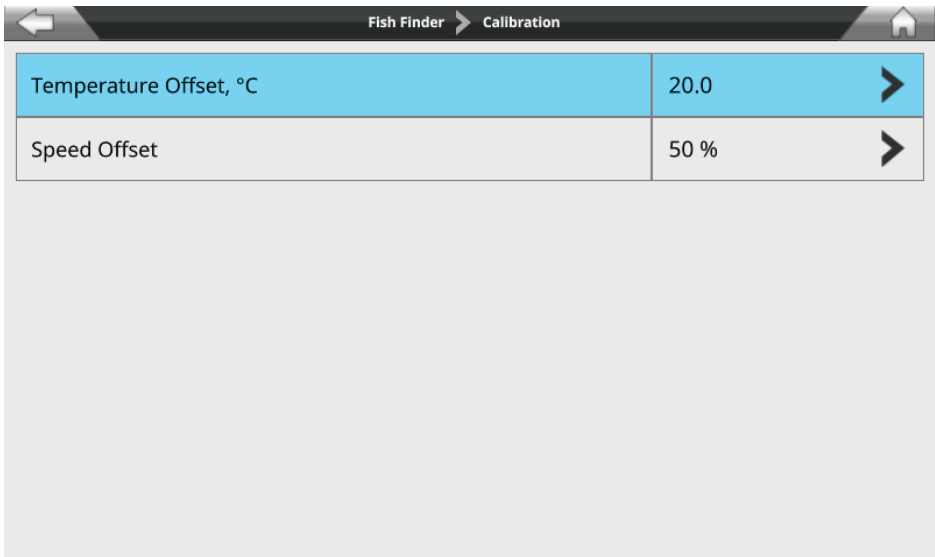 Fish Finder Calibration
Temperature Offset, °C 20.0
Speed Offset 50 %